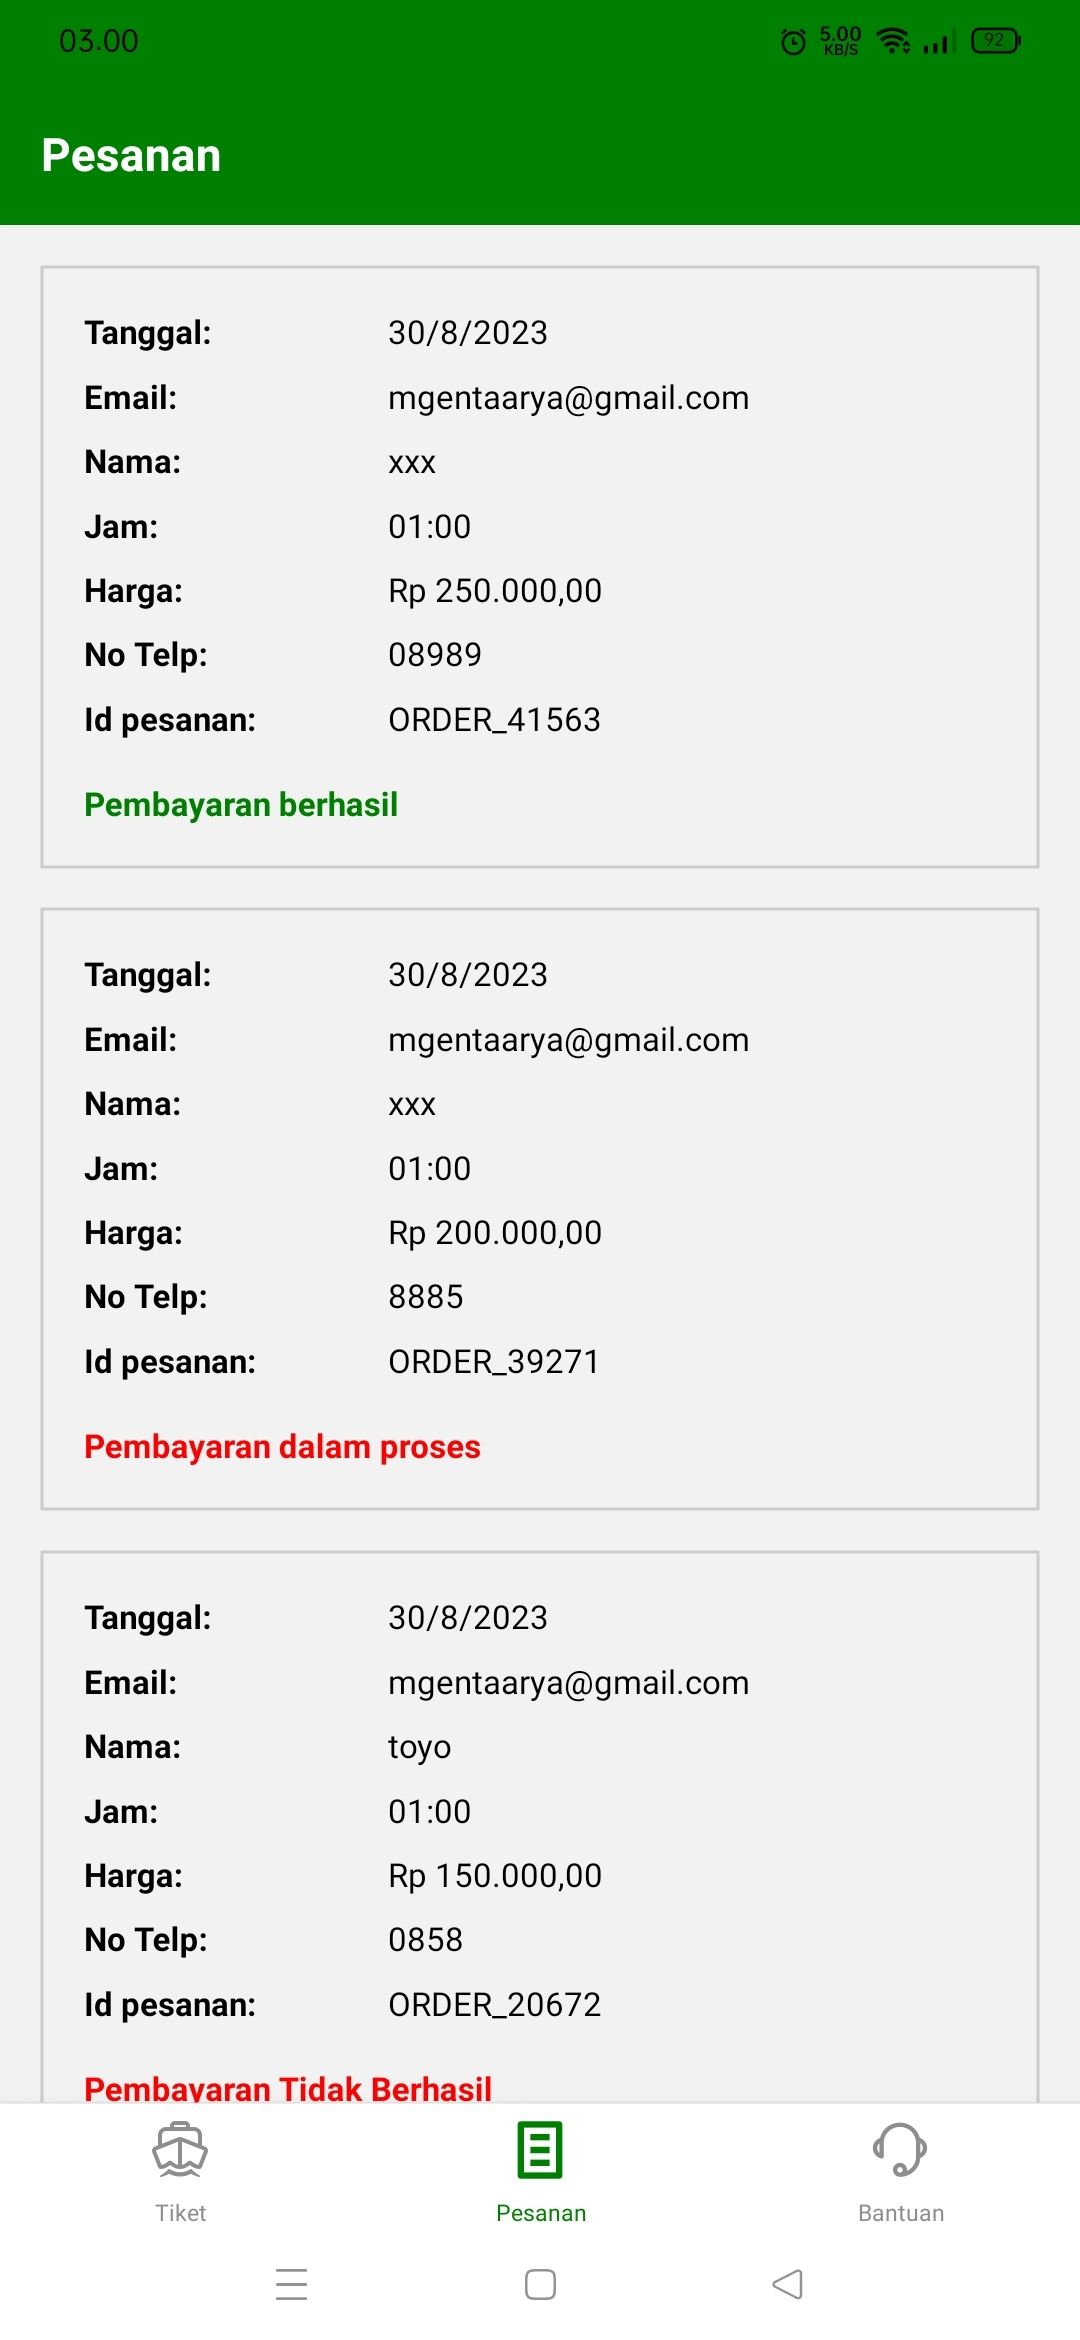 03.00
5.00
KB/S
92
Pesanan
Tanggal: 30/8/2023
Email: mgentaarya@gmail.com
Nama: xxx
Jam: 01:00
Harga: Rp 250.000,00
No Telp: 08989
Id pesanan: ORDER_41563
Pembayaran berhasil
Tanggal: 30/8/2023
Email: mgentaarya@gmail.com
Nama: xxx
Jam: 01:00
Harga: Rp 200.000,00
No Telp: 8885
Id pesanan: ORDER_39271
Pembayaran dalam proses
Tanggal: 30/8/2023
Email: mgentaarya@gmail.com
Nama: toyo
Jam: 01:00
Harga: Rp 150.000,00
No Telp: 0858
Id pesanan: ORDER_20672
Pembayaran Tidak Berhasil
Tiket
Pesanan
Bantuan